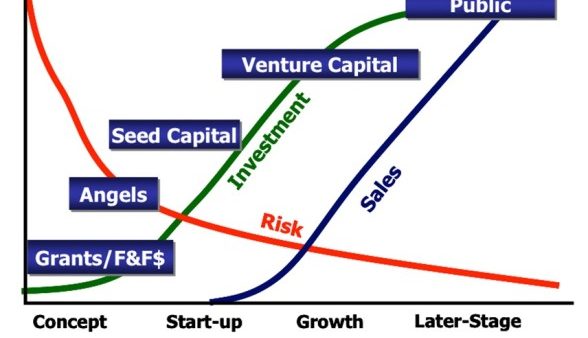 Public
Venture Capital
Seed Capital
Investment
Angels
Sales
Risk
Grants/F&F$
Concept
Start-up
Growth
Later-Stage